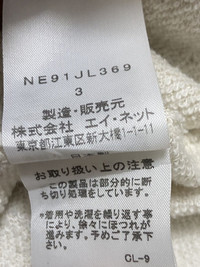 NE91JL369
3
製造・販売元
株式会社 エイ・ネット
東京都江東区新大橋1-1-11
お取り扱い上の注意
この製品は部分的に断
ち切り処理をしています。
*着用や洗濯を繰り返す事
により、徐々にほつれが
進みます。予めご了承下
さい。
CL-9